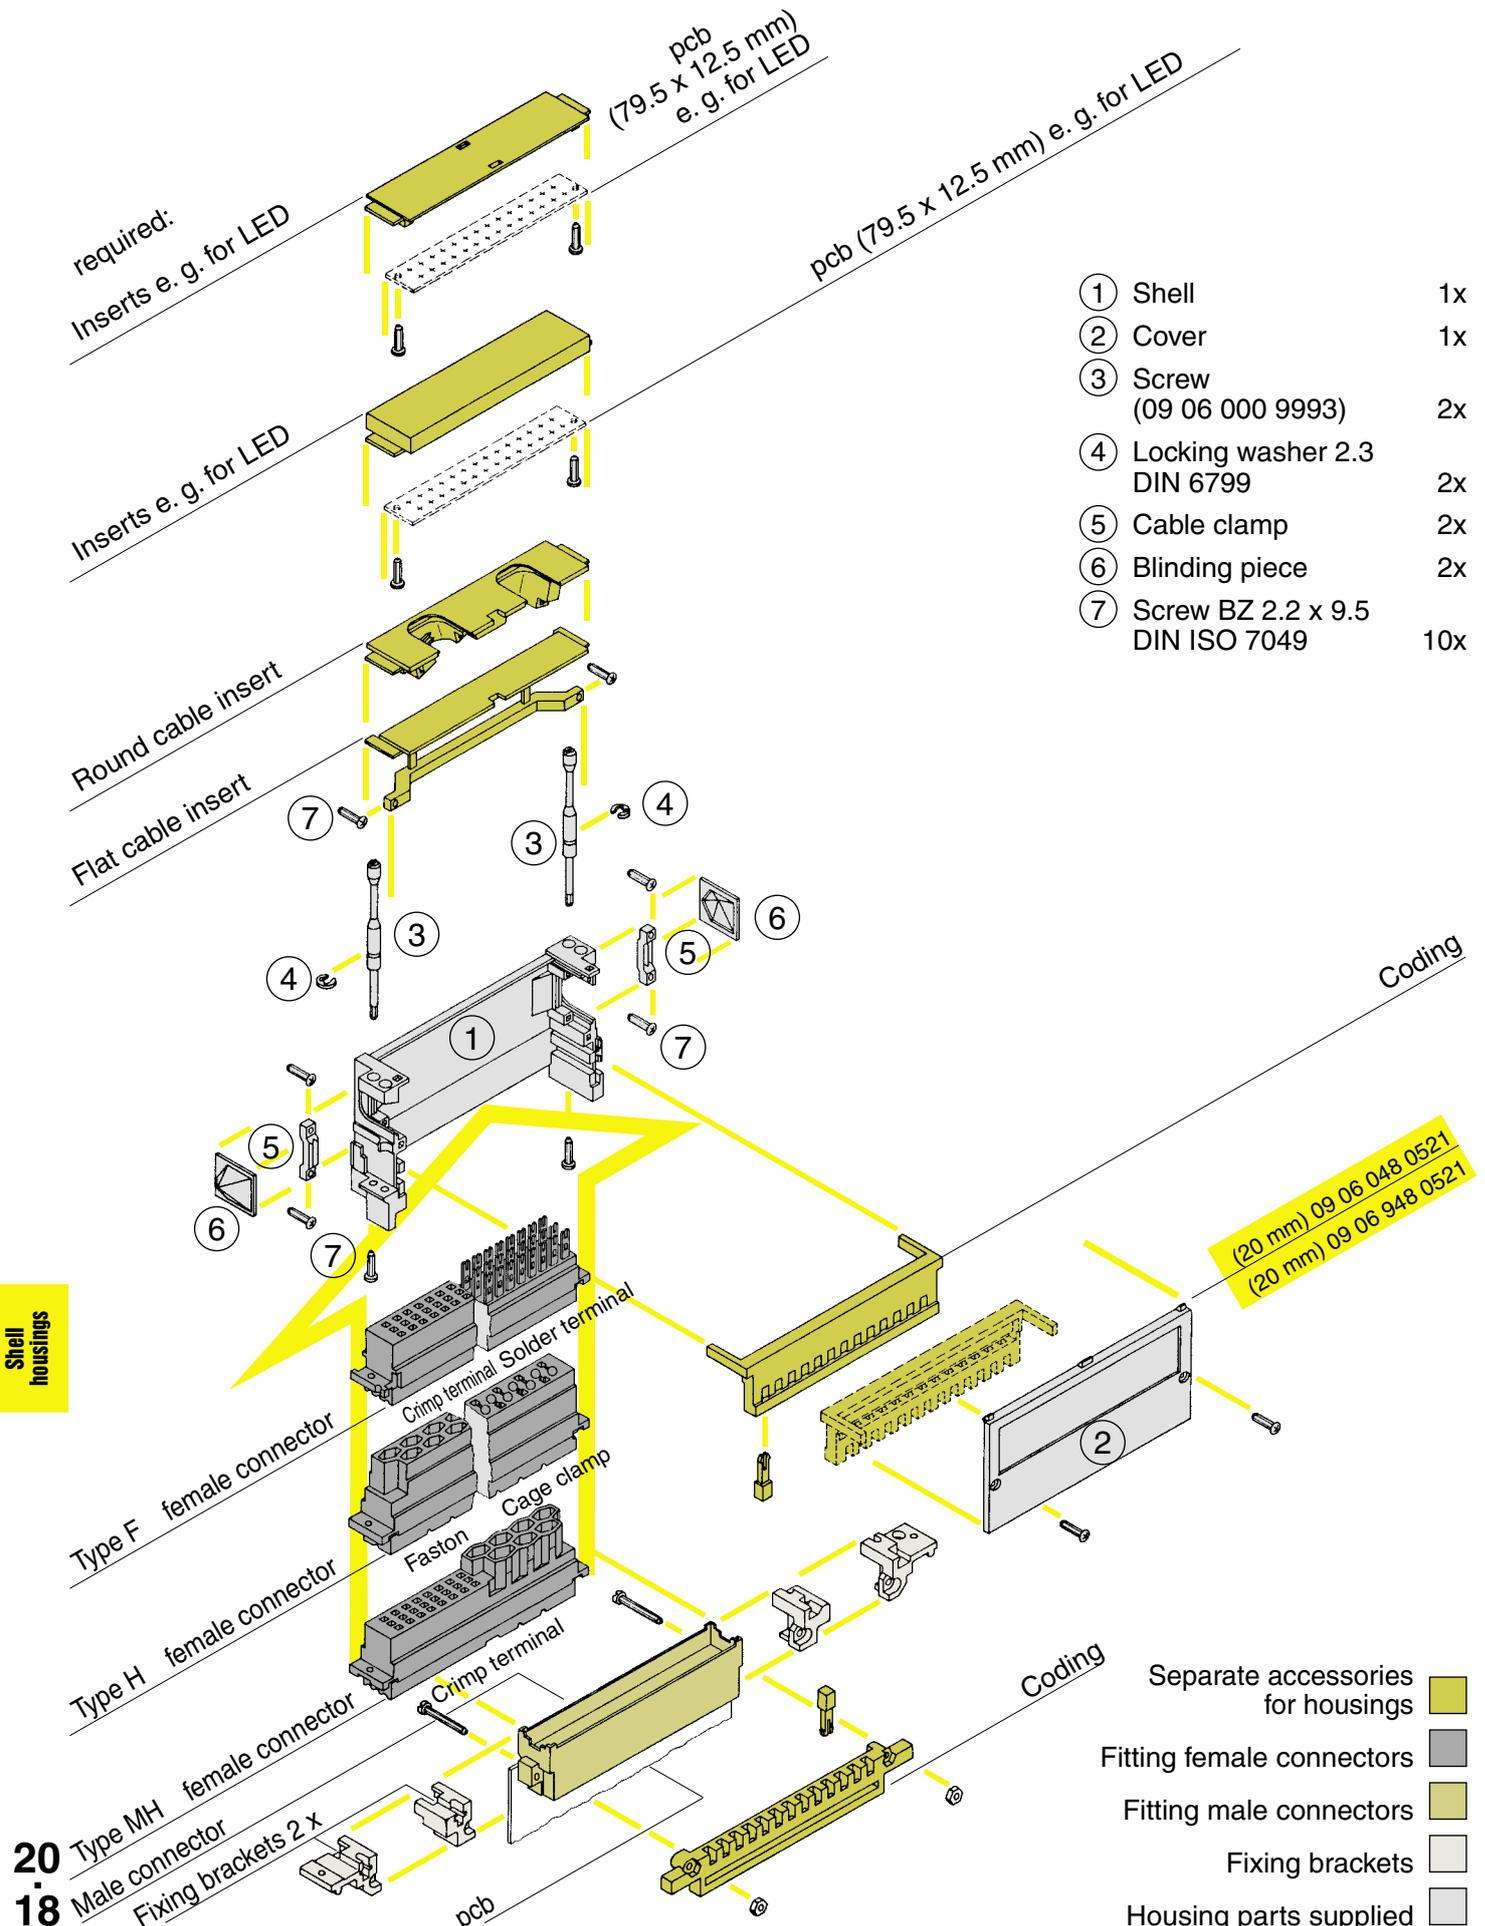 pcb
(79.5 x 12.5 mm)
e. g. for LED
pcb (79.5 x 12.5 mm) e. g. for LED
required:
Inserts e. g. for LED
Inserts e. g. for LED
Round cable insert
Flat cable insert
1 Shell 1x
2 Cover 1x
3 Screw
(09 06 000 9993) 2x
4 Locking washer 2.3
DIN 6799 2x
5 Cable clamp 2x
6 Blinding piece 2x
7 Screw BZ 2.2 x 9.5
DIN ISO 7049 10x
7
4
3
3
6
5
4
1
7
5
6
7
Coding
(20 mm) 09 06 048 0521
(20 mm) 09 06 948 0521
2
Shell
housings
Crimp terminal Solder terminal
Type F female connector
Faston Cage clamp
Type H female connector
Crimp terminal
Type MH female connector
Male connector
Fixing brackets 2 x
pcb
Coding
Separate accessories
for housings
Fitting female connectors
Fitting male connectors
Fixing brackets
Housing parts supplied
20
.
18